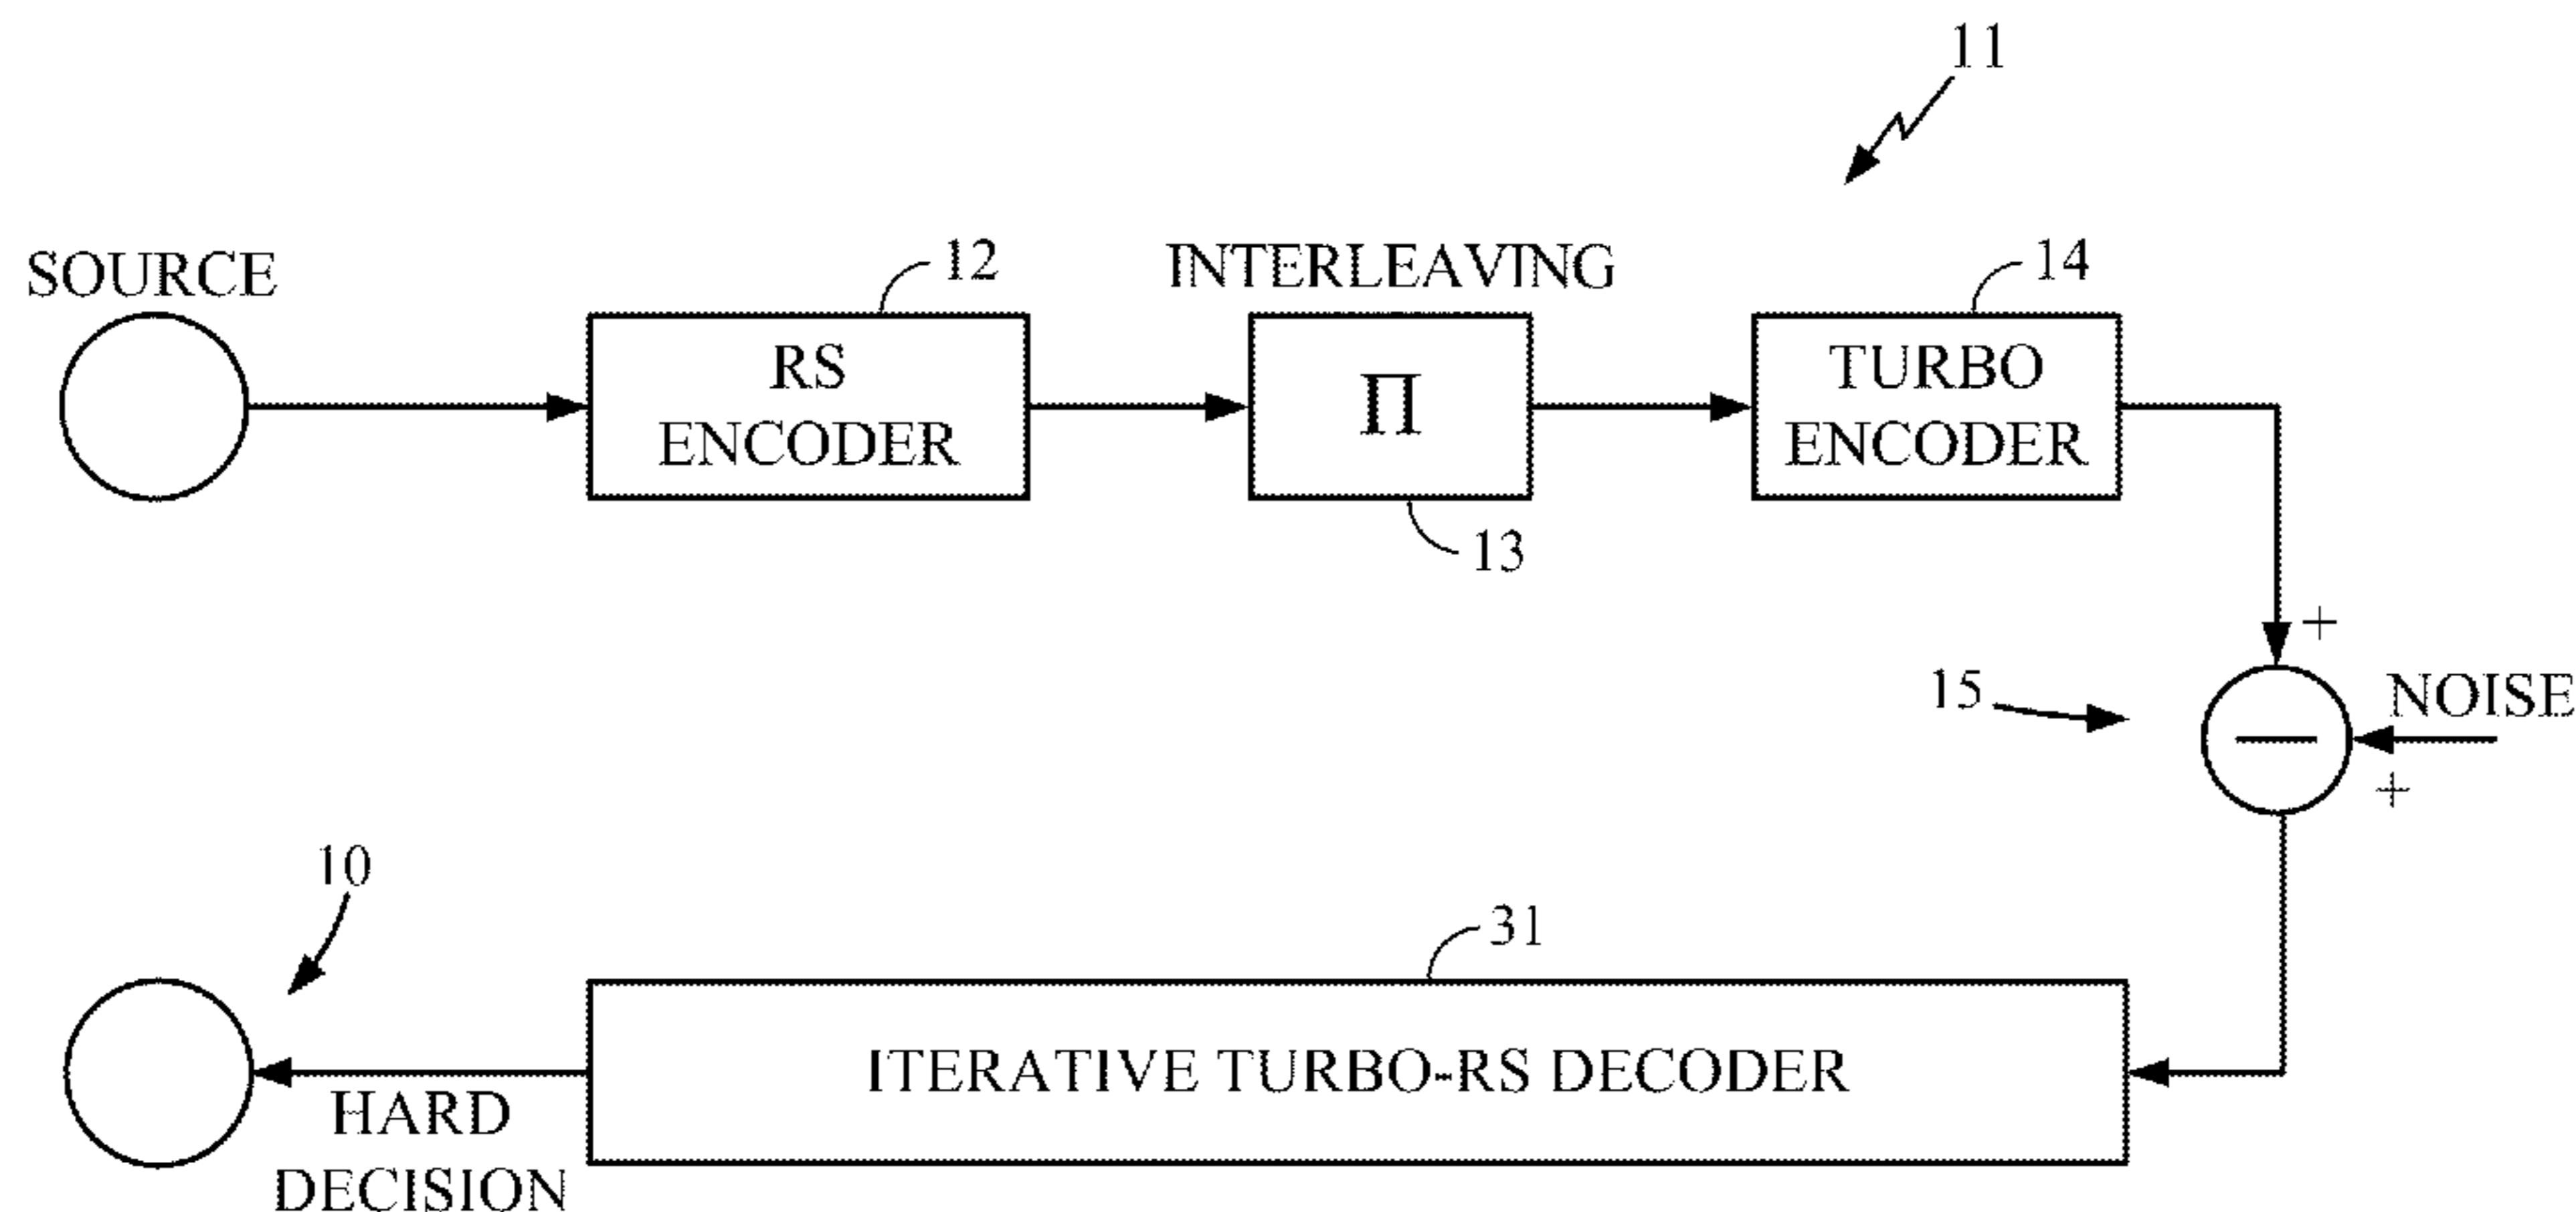 11
SOURCE
12
INTERLEAVING
14
RS
ENCODER
Π
TURBO
ENCODER
13
+
15
NOISE
+
10
31
ITERATIVE TURBO-RS DECODER
HARD
DECISION